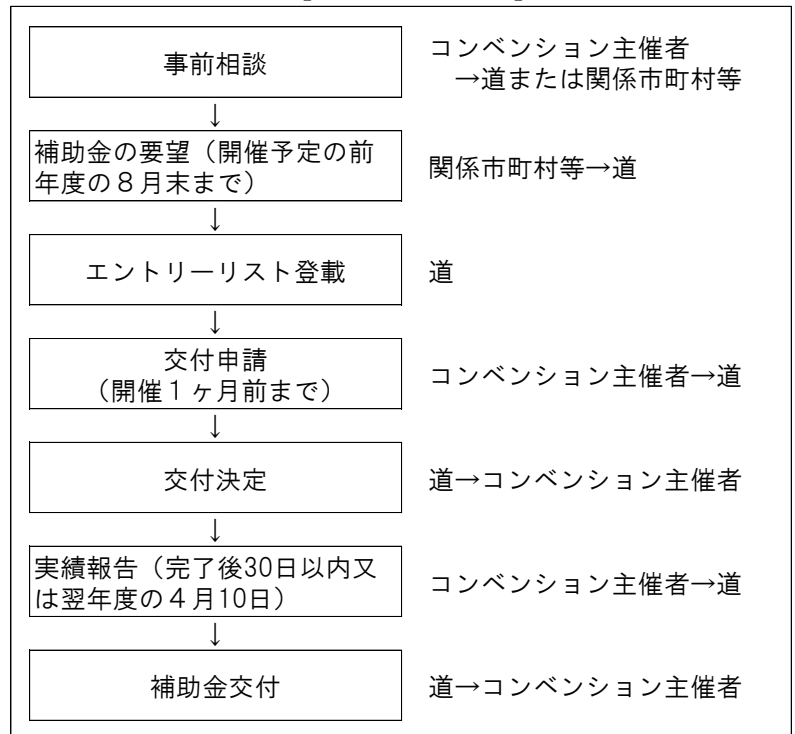 事前相談
コンベンション主催者
→道または関係市町村等
↓
補助金の要望（開催予定の前
年度の８月末まで）
関係市町村等→道
↓
エントリーリスト登載
道
↓
交付申請
（開催１ヶ月前まで）
コンベンション主催者→道
↓
交付決定
道→コンベンション主催者
↓
実績報告（完了後30日以内又
は翌年度の４月10日）
コンベンション主催者→道
↓
補助金交付
道→コンベンション主催者